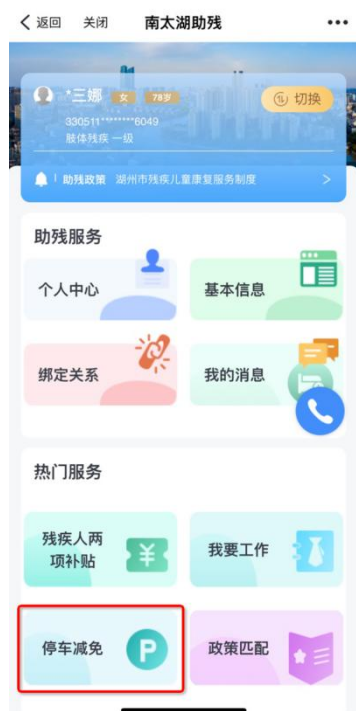 返回 关闭 南太湖助残
*三娜 女 78岁 切换
330511********6049
肢体残疾 一级
助残政策 湖州市残疾儿童康复服务制度
助残服务
个人中心 基本信息
绑定关系 我的消息
热门服务
残疾人两
项补贴
我要工作
停车减免 P 政策匹配